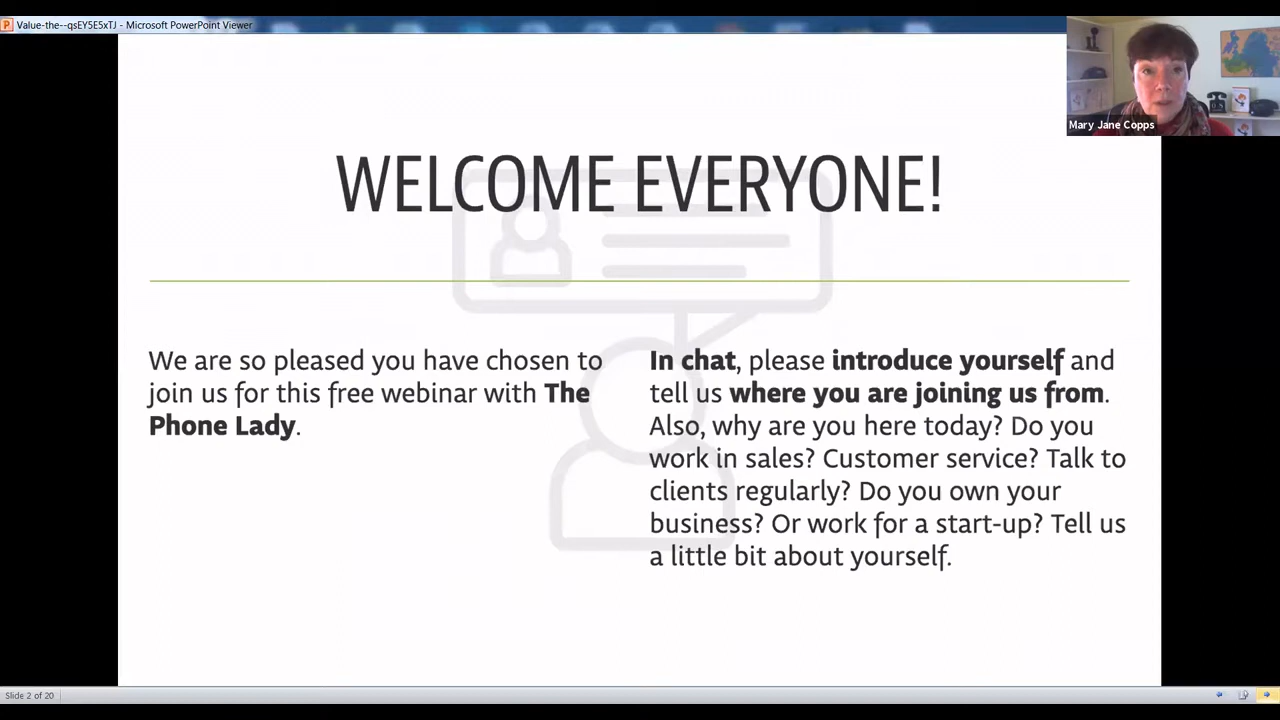 Value-the--qsEY5E5xTJ - Microsoft PowerPoint Viewer
Mary Jane Copps
WELCOME EVERYONE!
We are so pleased you have chosen to
join us for this free webinar with The
Phone Lady.
In chat, please introduce yourself and
tell us where you are joining us from.
Also, why are you here today? Do you
work in sales? Customer service? Talk to
clients regularly? Do you own your
business? Or work for a start-up? Tell us
a little bit about yourself.
Slide 2 of 20